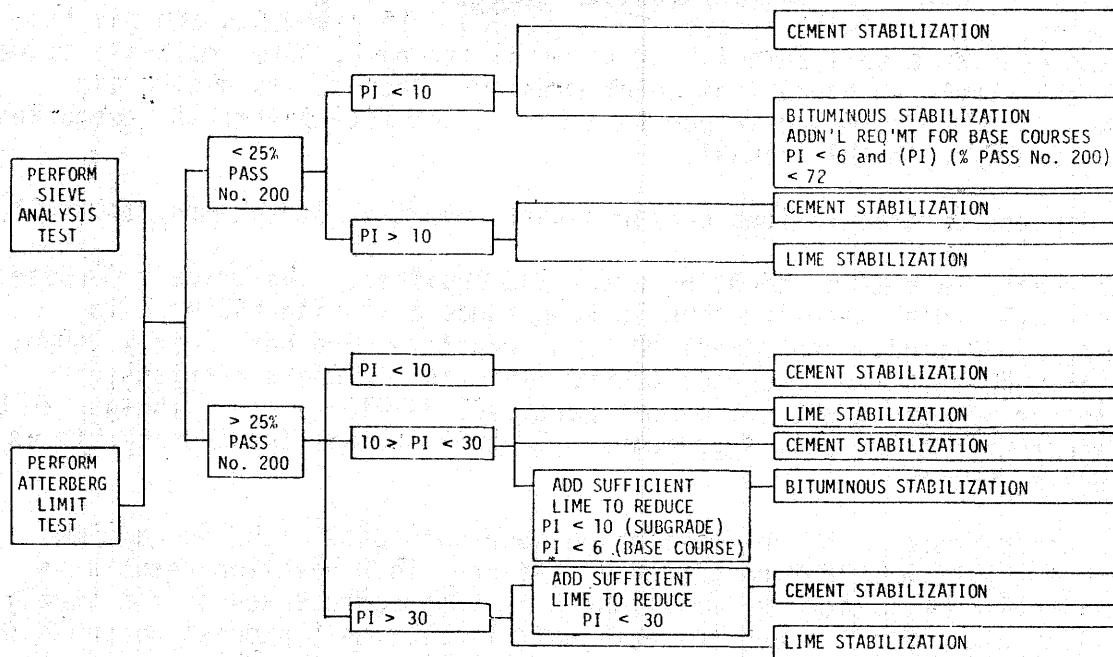 PERFORM
SIEVE
ANALYSIS
TEST
PERFORM
ATTERBERG
LIMIT
TEST
< 25%
PASS
No. 200
> 25%
PASS
No. 200
PI < 10
PI > 10
PI < 10
10 > PI < 30
PI > 30
ADD SUFFICIENT
LIME TO REDUCE
PI < 10 (SUBGRADE)
PI < 6 (BASE COURSE)
ADD SUFFICIENT
LIME TO REDUCE
PI < 30
CEMENT STABILIZATION
BITUMINOUS STABILIZATION
ADDN'L REQ'MT FOR BASE COURSES
PI < 6 and (PI) (% PASS No. 200)
< 72
CEMENT STABILIZATION
LIME STABILIZATION
CEMENT STABILIZATION
LIME STABILIZATION
CEMENT STABILIZATION
BITUMINOUS STABILIZATION
CEMENT STABILIZATION
LIME STABILIZATION